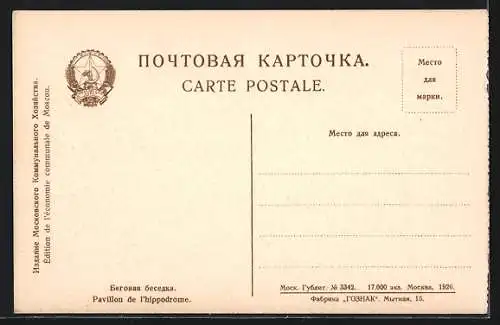 ПОЧТОВАЯ КАРТОЧКА.
CARTE POSTALE.
Место
для
марки.
Место для адреса.
Издание Московского Коммунального Хозяйства.
Édition de l'économie communale de Moscou.
Беговая беседка.
Pavillon de l'hippodrome.
Моск. Гублит. № 3342. 17.000 экз. Москва, 1926.
Фабрика „ГОЗНАК". Мытная, 15.